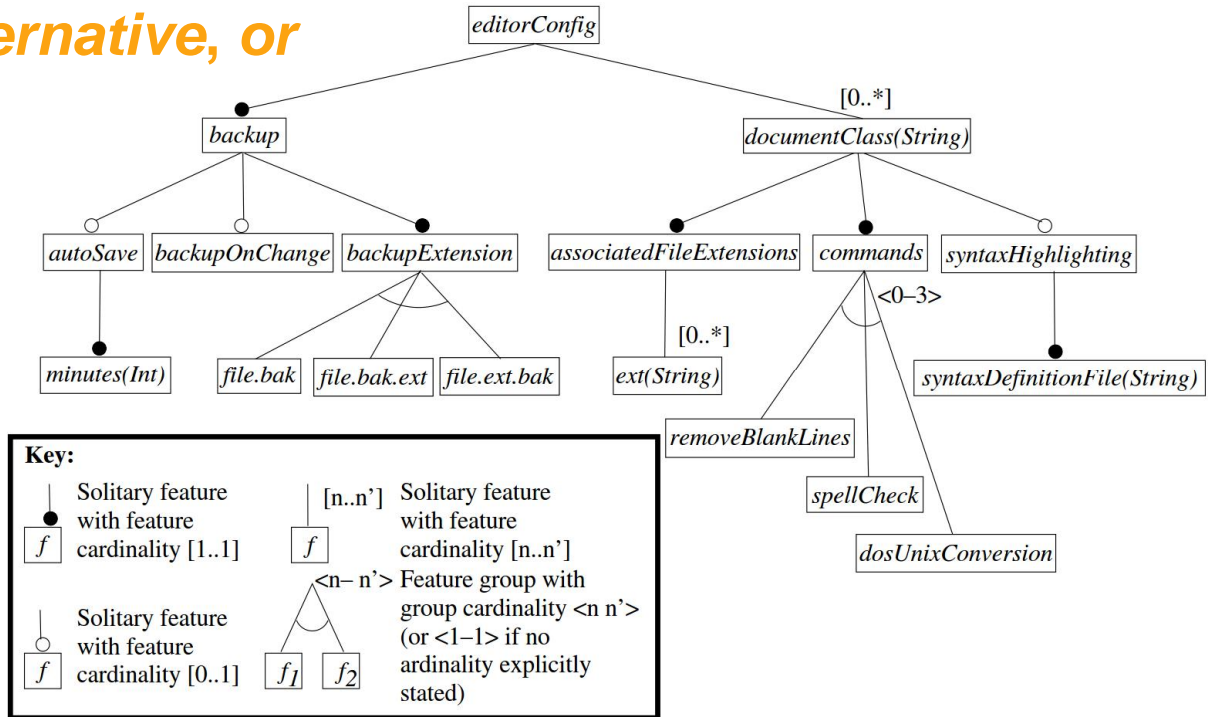 ernative, or
editorConfig
[0..*]
backup
documentClass(String)
autoSave
backupOnChange
backupExtension
associatedFileExtensions
commands
syntaxHighlighting
<0–3>
[0..*]
minutes(Int)
file.bak
file.bak.ext
file.ext.bak
ext(String)
syntaxDefinitionFile(String)
removeBlankLines
spellCheck
dosUnixConversion
Key:
Solitary feature
with feature
cardinality [1..1]
f
[n..n’]
Solitary feature
with feature
cardinality [n..n’]
f
Solitary feature
with feature
cardinality [0..1]
f
<n– n’>
Feature group with
group cardinality <n n’>
(or <1–1> if no
ardinality explicitly
stated)
f1
f2